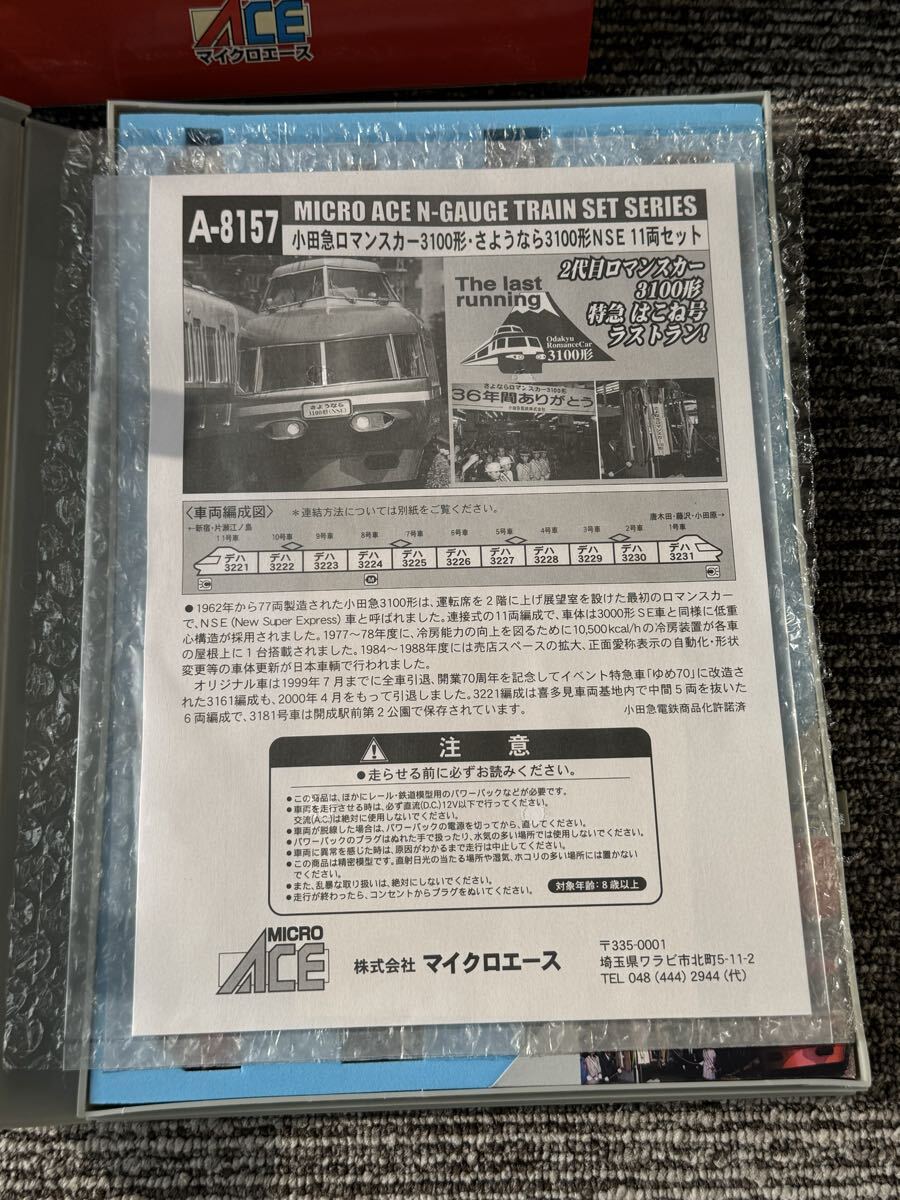 ACE
マイクロエース
A-8157
MICRO ACE N-GAUGE TRAIN SET SERIES
小田急ロマンスカー3100形・さようなら3100形NSE 11両セット
The last
running
Odakyu
RomanceCar
3100形
2代目ロマンスカー
3100形
特急 はこね号
ラストラン!
さようなら
3100形(NSE)
さよならロマンスカー3100形
36年間ありがとう
小田急電鉄株式会社
〈車両編成図〉 ＊連結方法については別紙をご覧ください。
←新宿・片瀬江ノ島 唐木田・藤沢・小田原→
11号車 10号車 9号車 8号車 7号車 6号車 5号車 4号車 3号車 2号車 1号車
デハ デハ デハ デハ デハ デハ デハ デハ デハ デハ デハ
3221 3222 3223 3224 3225 3226 3227 3228 3229 3230 3231
M
●1962年から77両製造された小田急3100形は、運転席を2階に上げ展望室を設けた最初のロマンスカー
で、NSE(New Super Express)車と呼ばれました。連接式の11両編成で、車体は3000形SE車と同様に低重
心構造が採用されました。1977～78年度に、冷房能力の向上を図るために10,500kcal/hの冷房装置が各車
の屋根上に1台搭載されました。1984～1988年度には売店スペースの拡大、正面愛称表示の自動化・形状
変更等の車体更新が日本車輌で行われました。
オリジナル車は1999年7月までに全車引退、開業70周年を記念してイベント特急車「ゆめ70」に改造さ
れた3161編成も、2000年4月をもって引退しました。3221編成は喜多見車両基地内で中間5両を抜いた
6両編成で、3181号車は開成駅前第2公園で保存されています。 小田急電鉄商品化許諾済
注 意
●走らせる前に必ずお読みください。
●この商品は、ほかにレール・鉄道模型用のパワーパックなどが必要です。
●車両を走行させる時は、必ず直流(D.C.)12V以下で行ってください。
交流(A.C.)は絶対に使用しないでください。
●車両が脱線した場合は、パワーパックの電源を切ってから、直してください。
●パワーパックのプラグはぬれた手で扱ったり、水気の多い場所では使用しないでください。
●車両に異常を感じた時は、原因がわかるまで走行は中止してください。
●この商品は精密模型です。直射日光の当たる場所や湿気、ホコリの多い場所には置かない
でください。
●また、乱暴な取り扱いは、絶対にしないでください。
●走行が終わったら、コンセントからプラグをぬいてください。
対象年齢：8歳以上
MICRO
ACE
株式会社 マイクロエース
〒335-0001
埼玉県ワラビ市北町5-11-2
TEL 048 (444) 2944 (代)